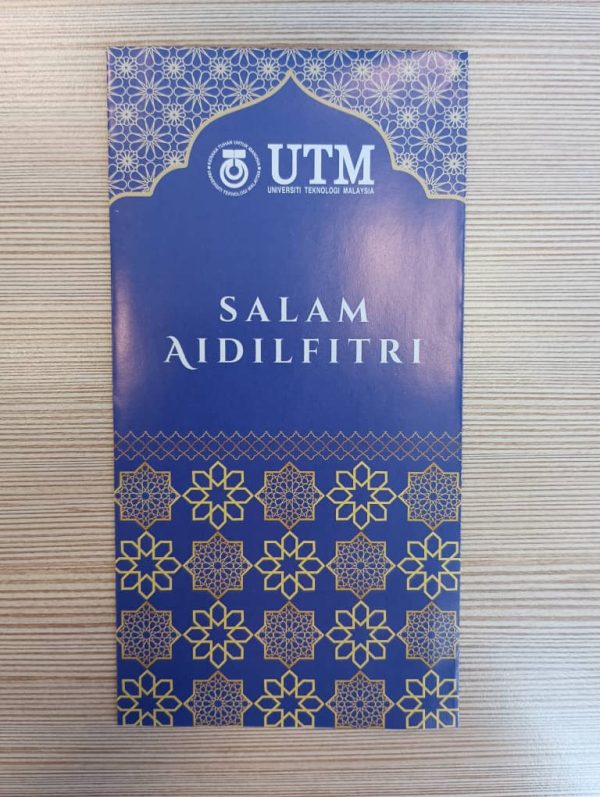 UTM
UNIVERSITI TEKNOLOGI MALAYSIA
SALAM
AIDILFITRI